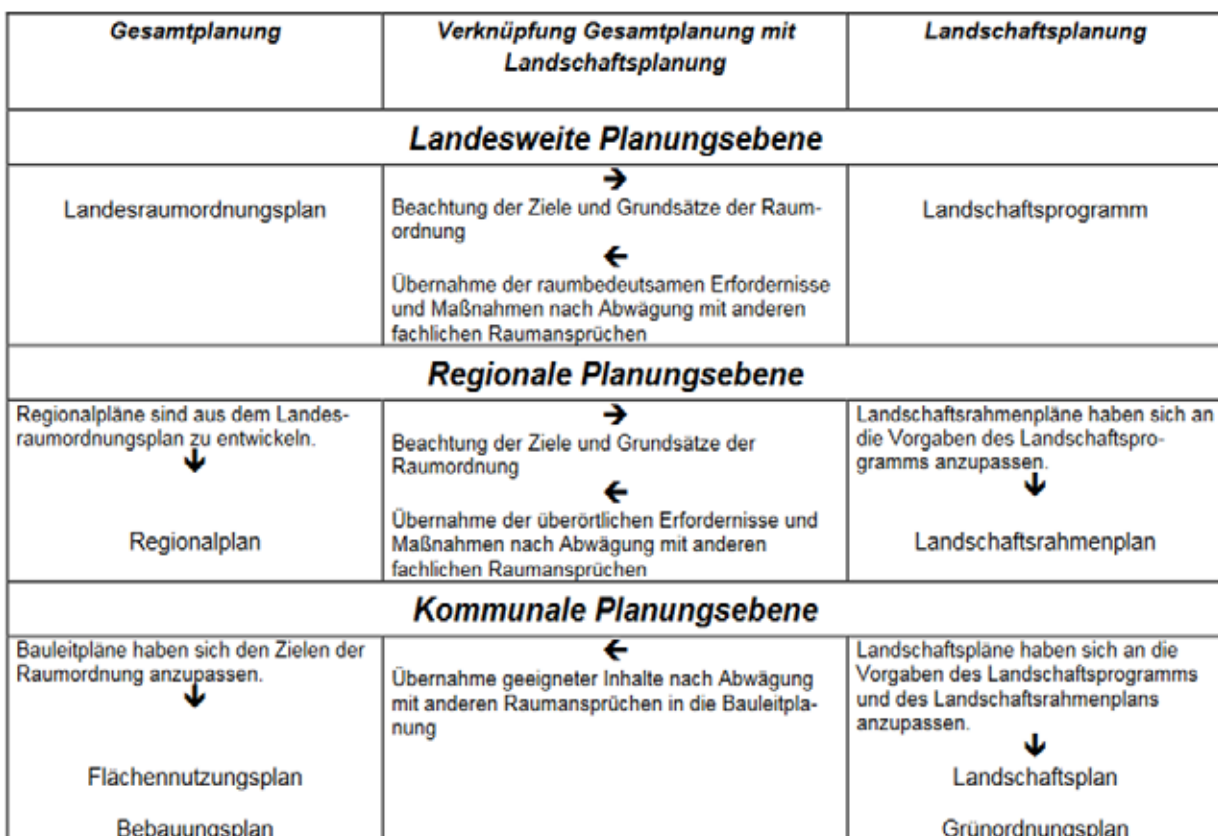 Gesamtplanung
Verknüpfung Gesamtplanung mit
Landschaftsplanung
Landschaftsplanung
Landesweite Planungsebene
Landesraumordnungsplan
→
Beachtung der Ziele und Grundsätze der Raum-
ordnung
←
Übernahme der raumbedeutsamen Erfordernisse
und Maßnahmen nach Abwägung mit anderen
fachlichen Raumansprüchen
Landschaftsprogramm
Regionale Planungsebene
Regionalpläne sind aus dem Landes-
raumordnungsplan zu entwickeln.
↓
Regionalplan
→
Beachtung der Ziele und Grundsätze der
Raumordnung
←
Übernahme der überörtlichen Erfordernisse und
Maßnahmen nach Abwägung mit anderen
fachlichen Raumansprüchen
Landschaftsrahmenpläne haben sich an
die Vorgaben des Landschaftspro-
gramms anzupassen.
↓
Landschaftsrahmenplan
Kommunale Planungsebene
Bauleitpläne haben sich den Zielen der
Raumordnung anzupassen.
↓
Flächennutzungsplan
Bebauungsplan
←
Übernahme geeigneter Inhalte nach Abwägung
mit anderen Raumansprüchen in die Bauleitpla-
nung
Landschaftspläne haben sich an die
Vorgaben des Landschaftsprogramms
und des Landschaftsrahmenplans
anzupassen.
↓
Landschaftsplan
Grünordnungsplan